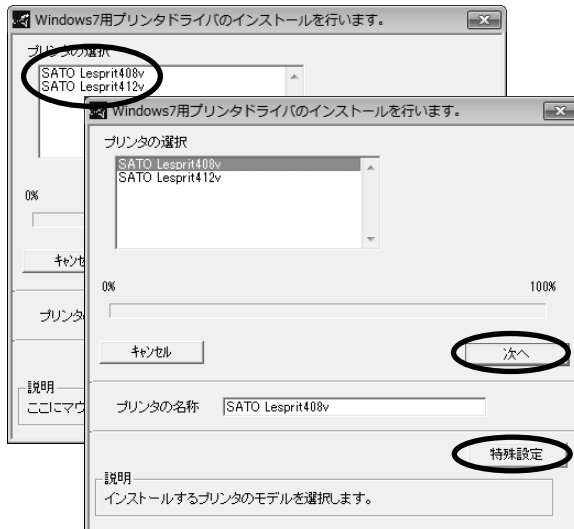 Windows7用プリンタドライバのインストールを行います。
プリンタの選択
SATO Lesprit408v
SATO Lesprit412v
0%
キャンセ
プリンタ
説明
ここにマウ
Windows7用プリンタドライバのインストールを行います。
プリンタの選択
SATO Lesprit408v
SATO Lesprit412v
0%
100%
キャンセル
次へ
プリンタの名称
SATO Lesprit408v
特殊設定
説明
インストールするプリンタのモデルを選択します。